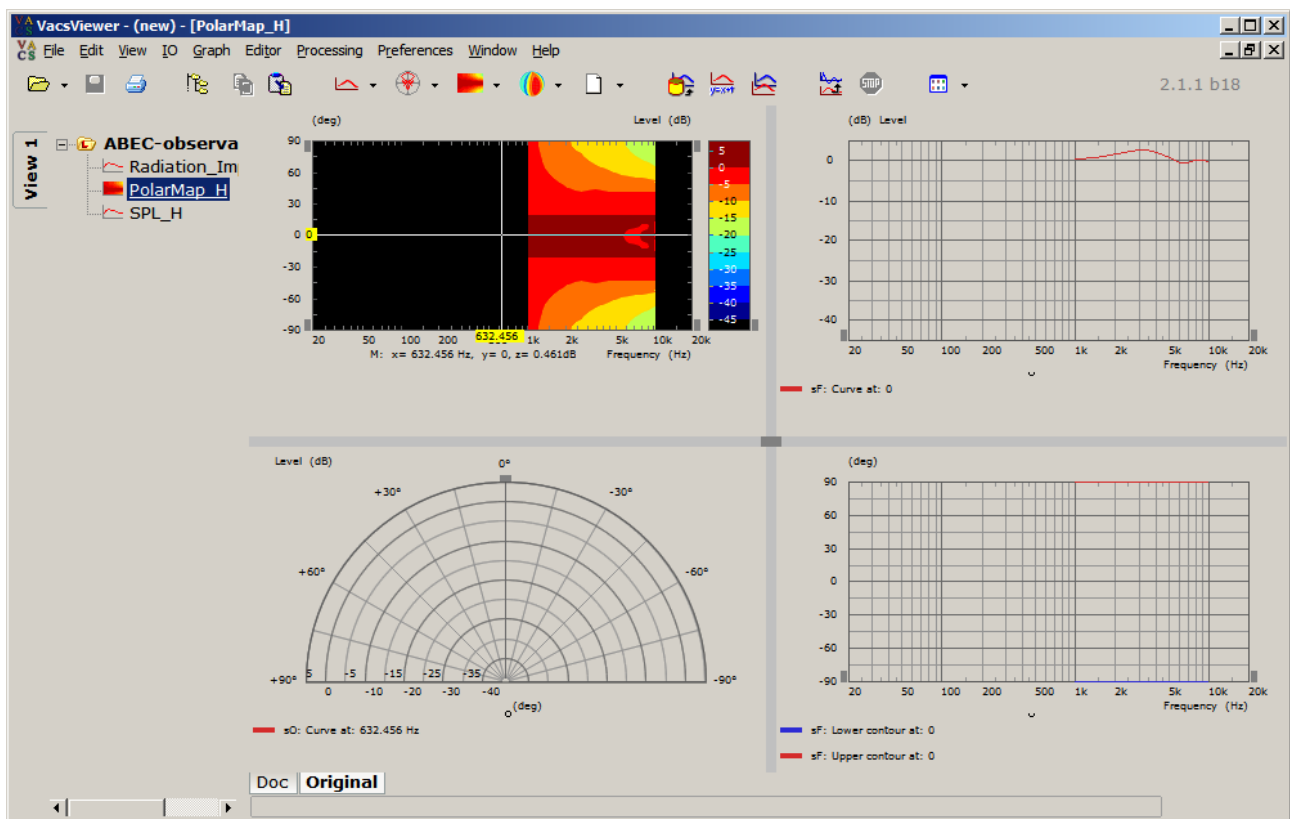 VacsViewer - (new) - [PolarMap_H]
File Edit View IO Graph Editor Processing Preferences Window Help
STOP
2.1.1 b18
View 1
ABEC-observa
Radiation_Im
PolarMap_H
SPL_H
(deg) Level (dB)
90
60
30
0 0
-30
-60
-90
5
0
-5
-10
-15
-20
-25
-30
-35
-40
-45
20 50 100 200 632.456 1k 2k 5k 10k 20k
M: x= 632.456 Hz, y= 0, z= 0.461dB Frequency (Hz)
(dB) Level
0
-10
-20
-30
-40
20 50 100 200 500 1k 2k 5k 10k 20k
Frequency (Hz)
sF: Curve at: 0
Level (dB)
0°
+30° -30°
+60° -60°
+90° 5 -5 -15 -25 -35 -90°
0 -10 -20 -30 -40
(deg)
sO: Curve at: 632.456 Hz
(deg)
90
60
30
0
-30
-60
-90
20 50 100 200 500 1k 2k 5k 10k 20k
Frequency (Hz)
sF: Lower contour at: 0
sF: Upper contour at: 0
Doc Original